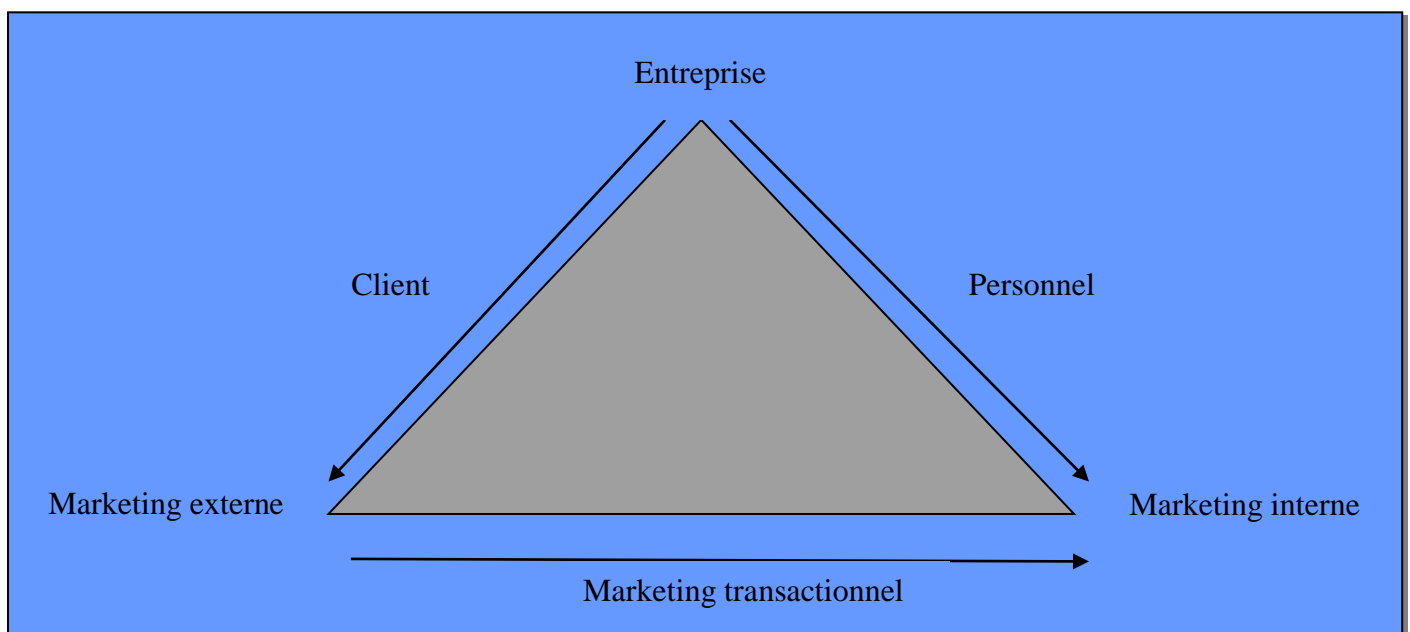 Entreprise
Client
Personnel
Marketing externe
Marketing interne
Marketing transactionnel